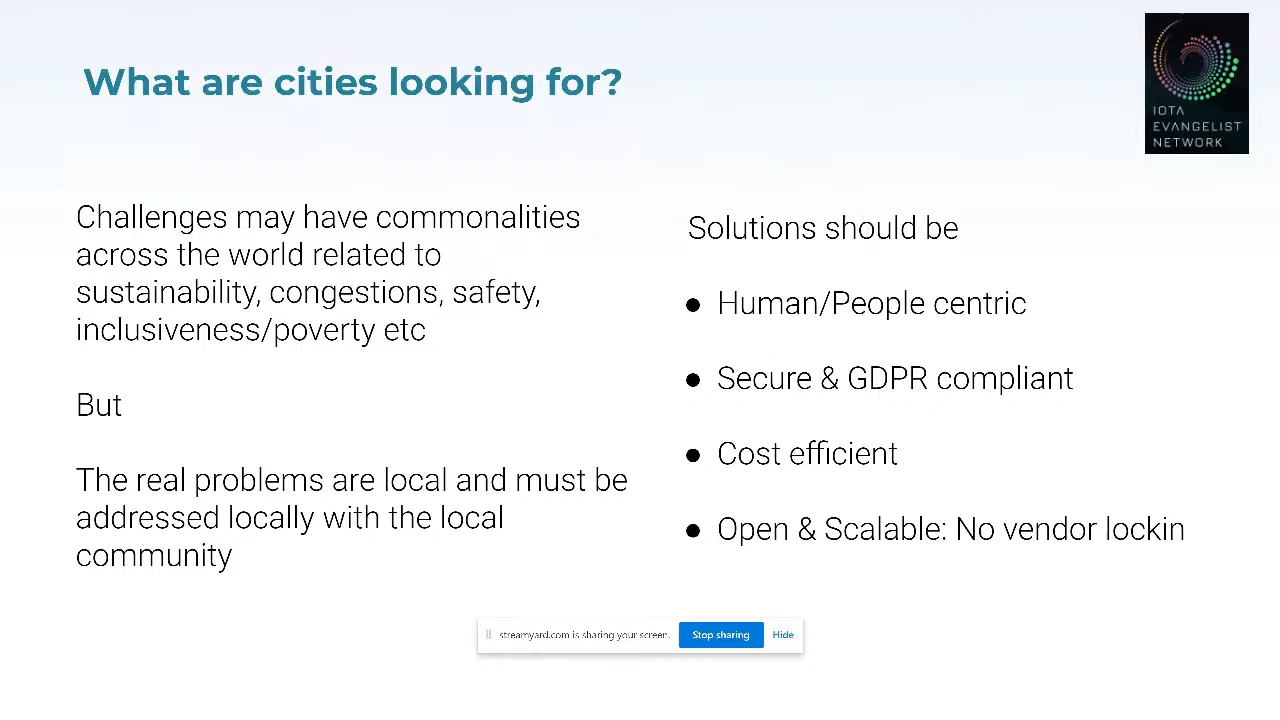 What are cities looking for?
IOTA
EVANGELIST
NETWORK
Challenges may have commonalities
across the world related to
sustainability, congestions, safety,
inclusiveness/poverty etc
But
The real problems are local and must be
addressed locally with the local
community
Solutions should be
● Human/People centric
● Secure & GDPR compliant
● Cost efficient
● Open & Scalable: No vendor lockin
streamyard.com is sharing your screen. Stop sharing Hide